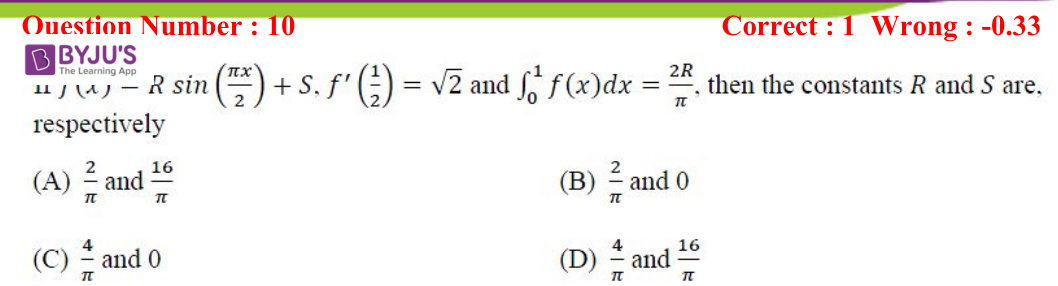 Question Number : 10 Correct : 1 Wrong : -0.33
BYJU'S
The Learning App
If f(x) = R sin (πx/2) + S, f'(1/2) = √2 and ∫₀¹ f(x)dx = 2R/π, then the constants R and S are,
respectively
(A) 2/π and 16/π (B) 2/π and 0
(C) 4/π and 0 (D) 4/π and 16/π